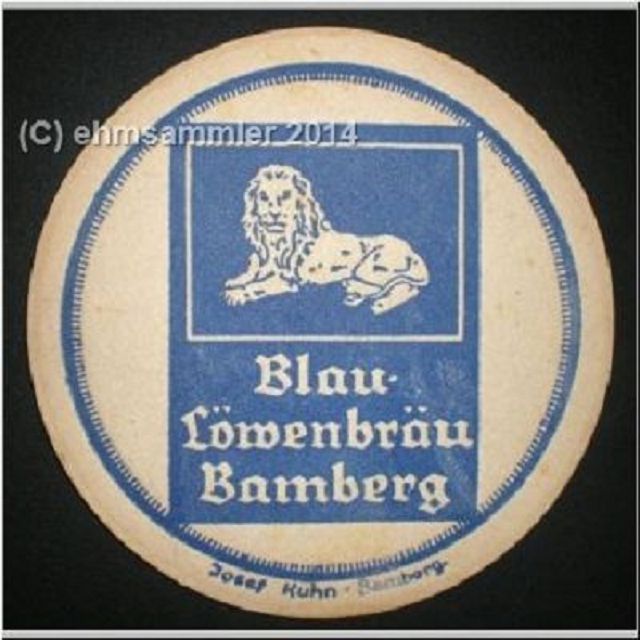 (C) ehmsammler 2014
Blau-
Löwenbräu
Bamberg
Josef Kuhn · Bamberg